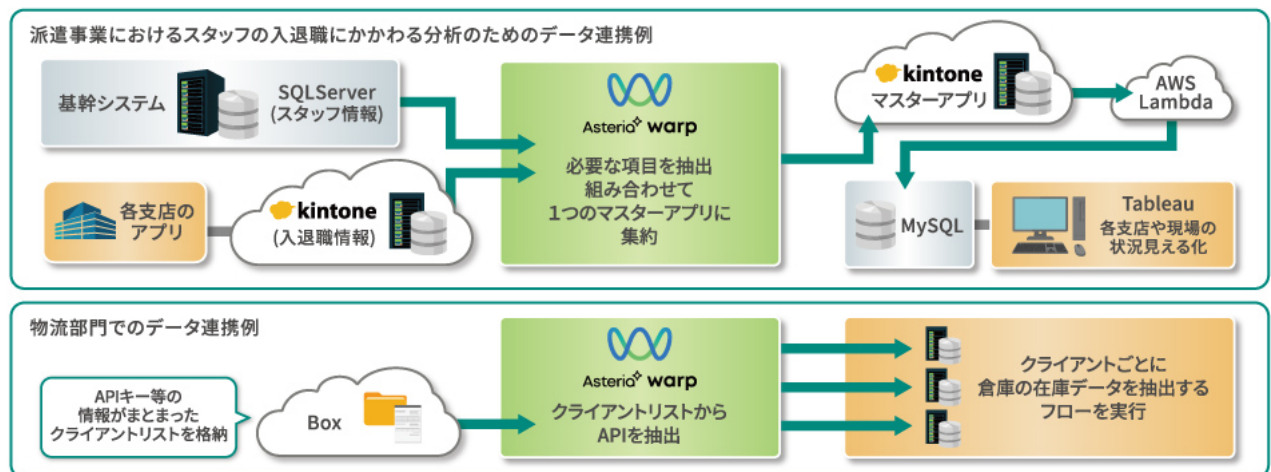 派遣事業におけるスタッフの入退職にかかわる分析のためのデータ連携例
基幹システム
SQLServer
(スタッフ情報)
各支店の
アプリ
kintone
(入退職情報)
Asteria warp
必要な項目を抽出
組み合わせて
1つのマスターアプリに
集約
kintone
マスターアプリ
AWS
Lambda
MySQL
Tableau
各支店や現場の
状況見える化
物流部門でのデータ連携例
APIキー等の
情報がまとまった
クライアントリストを格納
Box
Asteria warp
クライアントリストから
APIを抽出
クライアントごとに
倉庫の在庫データを抽出する
フローを実行